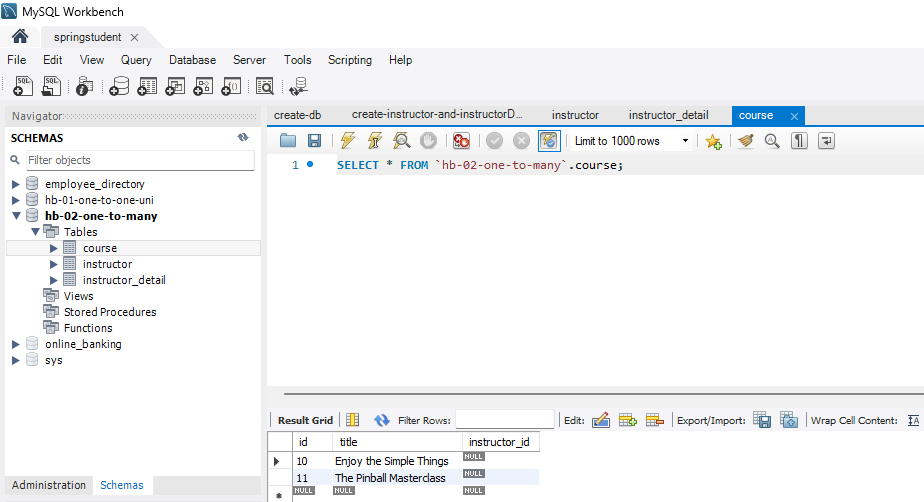 MySQL Workbench
springstudent
File Edit View Query Database Server Tools Scripting Help
Navigator
SCHEMAS
Filter objects
employee_directory
hb-01-one-to-one-uni
hb-02-one-to-many
Tables
course
instructor
instructor_detail
Views
Stored Procedures
Functions
online_banking
sys
Administration Schemas
create-db create-instructor-and-instructorD... instructor instructor_detail course
Limit to 1000 rows
1 SELECT * FROM `hb-02-one-to-many`.course;
Result Grid Filter Rows: Edit: Export/Import: Wrap Cell Content:
id title instructor_id
10 Enjoy the Simple Things NULL
11 The Pinball Masterclass NULL
NULL NULL NULL